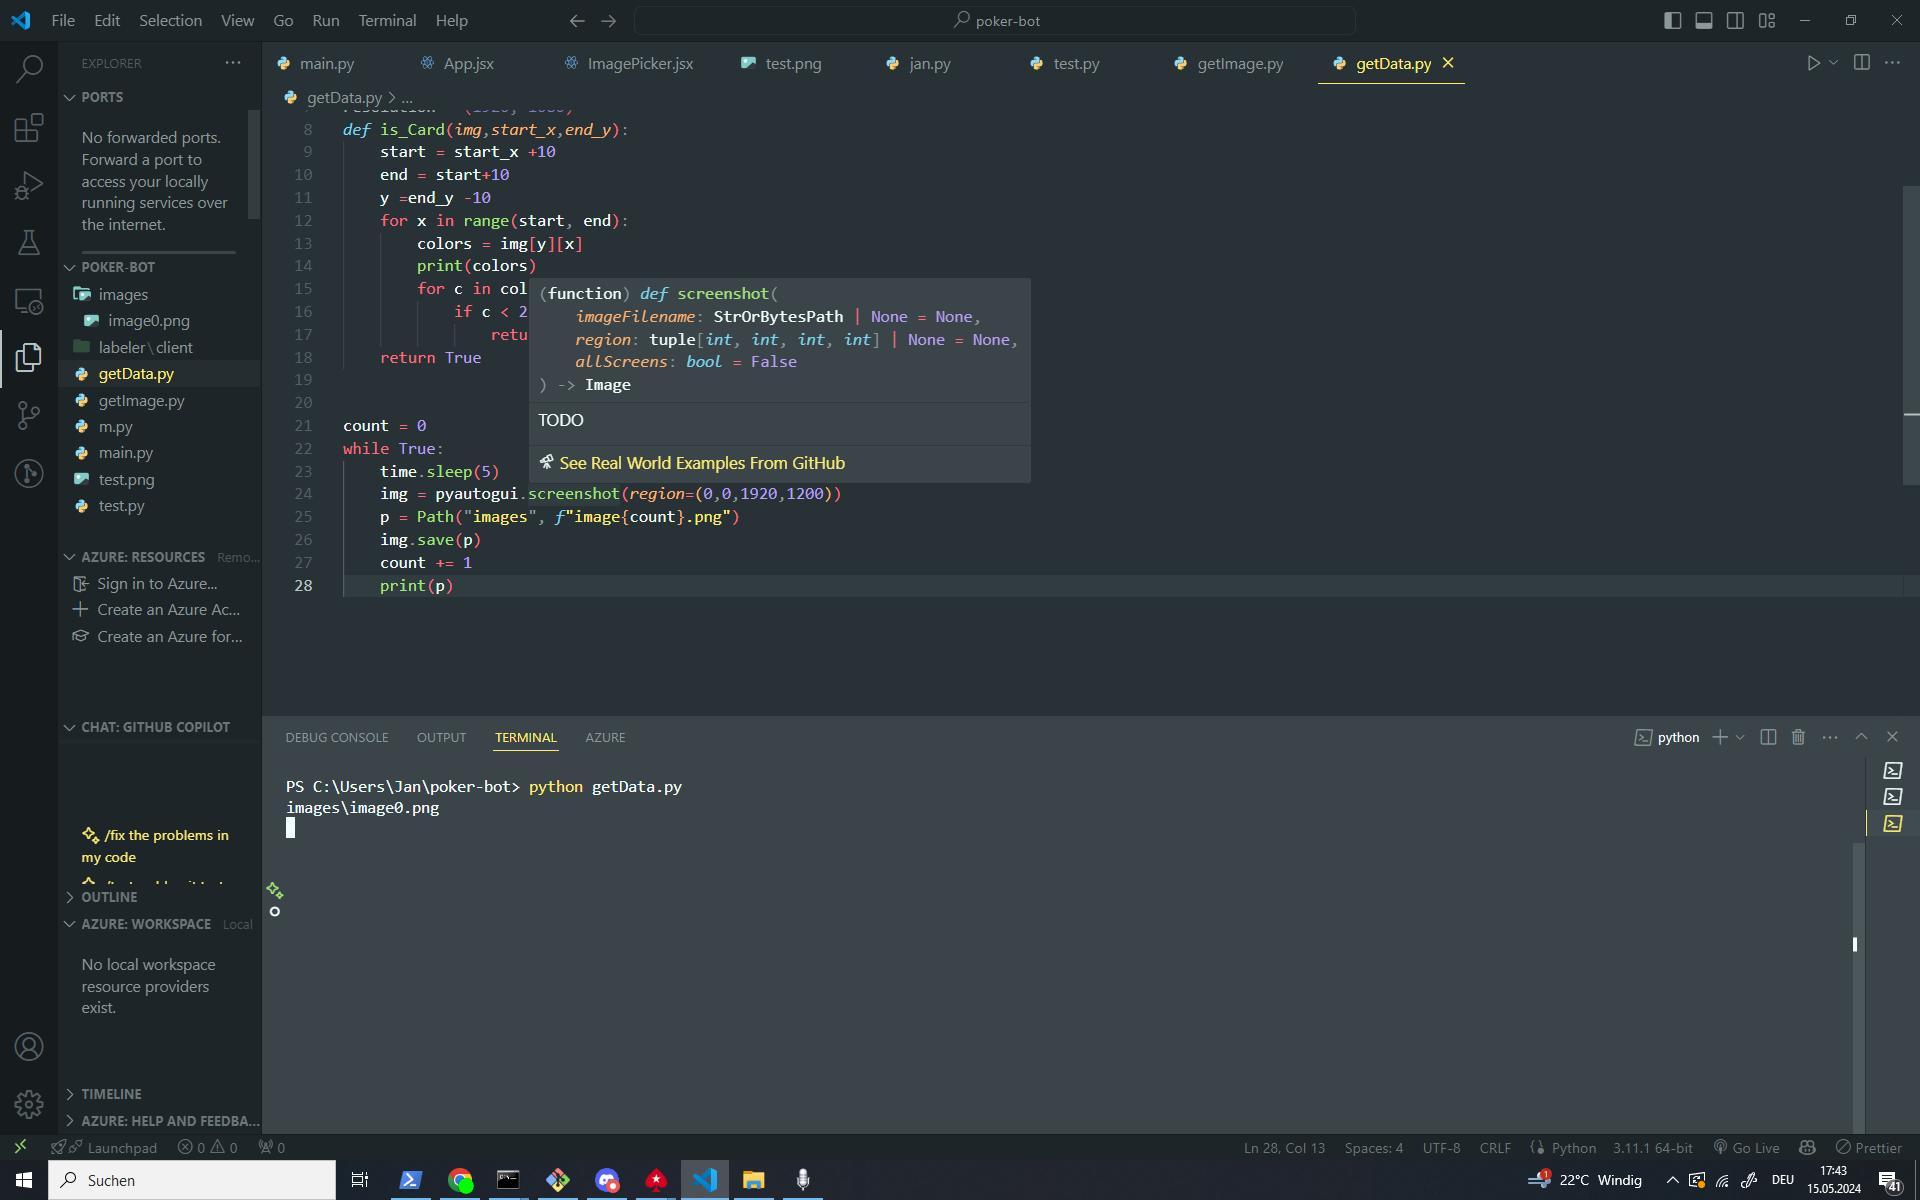 File Edit Selection View Go Run Terminal Help
poker-bot
EXPLORER
main.py App.jsx ImagePicker.jsx test.png jan.py test.py getImage.py getData.py
PORTS
No forwarded ports.
Forward a port to
access your locally
running services over
the internet.
POKER-BOT
images
image0.png
labeler\client
getData.py
getImage.py
m.py
main.py
test.png
test.py
AZURE: RESOURCES Remo...
Sign in to Azure...
Create an Azure Ac...
Create an Azure for...
CHAT: GITHUB COPILOT
/fix the problems in
my code
OUTLINE
AZURE: WORKSPACE Local
No local workspace
resource providers
exist.
TIMELINE
AZURE: HELP AND FEEDBA...
getData.py > ...
8 def is_Card(img,start_x,end_y):
9 start = start_x +10
10 end = start+10
11 y =end_y -10
12 for x in range(start, end):
13 colors = img[y][x]
14 print(colors)
15 for c in col
16 if c < 2
17 retu
18 return True
19
20
21 count = 0
22 while True:
23 time.sleep(5)
24 img = pyautogui.screenshot(region=(0,0,1920,1200))
25 p = Path("images", f"image{count}.png")
26 img.save(p)
27 count += 1
28 print(p)
(function) def screenshot(
imageFilename: StrOrBytesPath | None = None,
region: tuple[int, int, int, int] | None = None,
allScreens: bool = False
) -> Image
TODO
See Real World Examples From GitHub
DEBUG CONSOLE OUTPUT TERMINAL AZURE
python
PS C:\Users\Jan\poker-bot> python getData.py
images\image0.png
Launchpad 0 0 0
Ln 28, Col 13 Spaces: 4 UTF-8 CRLF Python 3.11.1 64-bit Go Live Prettier
Suchen
1 22°C Windig DEU 17:43
15.05.2024 41